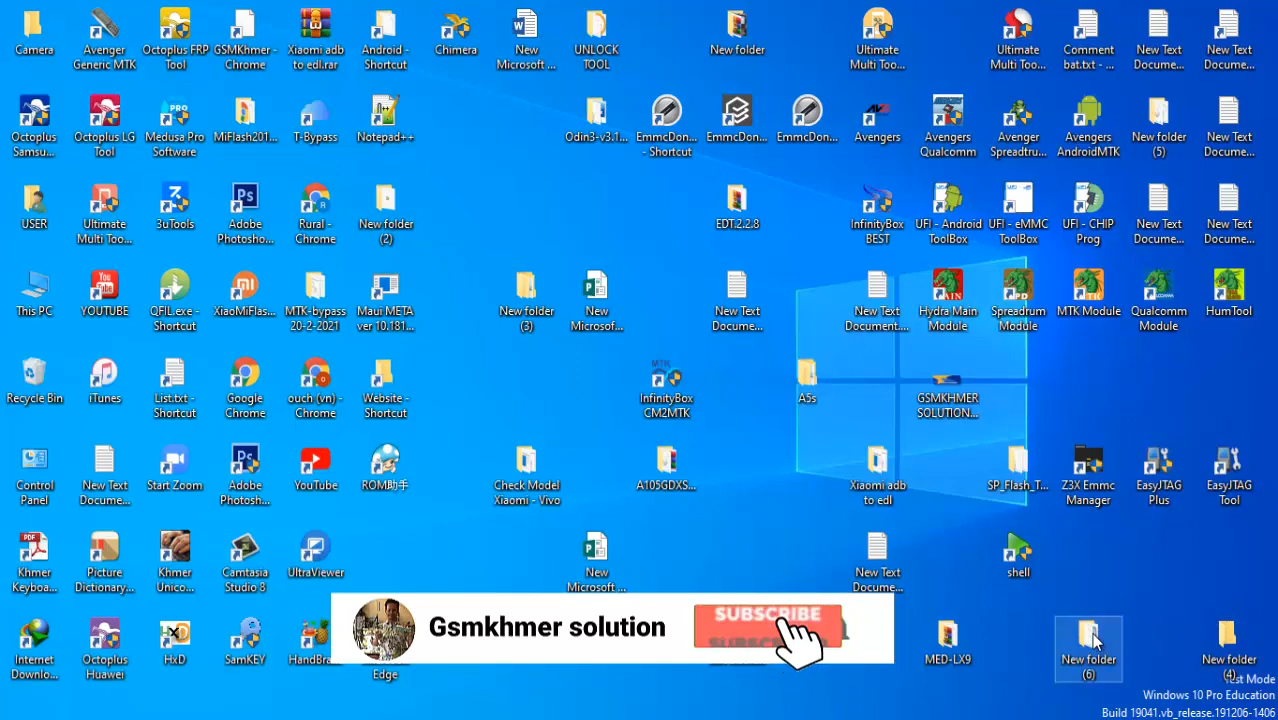 Camera
Avenger Generic MTK
Octoplus FRP Tool
GSMKhmer - Chrome
Xiaomi adb to edl.rar
Android - Shortcut
Chimera
New Microsoft ...
UNLOCK TOOL
New folder
Ultimate Multi Too...
Ultimate Multi Too...
Comment bat.txt - ...
New Text Docume...
New Text Docume...
Octoplus Samsu...
Octoplus LG Tool
Medusa Pro Software
MiFlash201...
T-Bypass
Notepad++
Odin3-v3.1...
EmmcDon... - Shortcut
EmmcDon...
EmmcDon...
Avengers
Avengers Qualcomm
Avenger Spreadtru...
Avengers AndroidMTK
New folder (5)
New Text Docume...
USER
Ultimate Multi Too...
3uTools
Adobe Photosho...
Rural - Chrome
New folder (2)
EDT.2.2.8
InfinityBox BEST
UFI - Android ToolBox
UFI - eMMC ToolBox
UFI - CHIP Prog
New Text Docume...
New Text Docume...
This PC
YOUTUBE
QFIL.exe - Shortcut
XiaoMiFlas...
MTK-bypass 20-2-2021
Maui META ver 10.181...
New folder (3)
New Microsof...
New Text Docume...
New Text Document....
Hydra Main Module
Spreadrum Module
MTK Module
Qualcomm Module
HumTool
Recycle Bin
iTunes
List.txt - Shortcut
Google Chrome
ouch (vn) - Chrome
Website - Shortcut
InfinityBox CM2MTK
A5s
GSMKHMER SOLUTION...
Control Panel
New Text Docume...
Start Zoom
Adobe Photosh...
YouTube
ROM助手
Check Model Xiaomi - Vivo
A105GDXS...
Xiaomi adb to edl
SP_Flash_T...
Z3X Emmc Manager
EasyJTAG Plus
EasyJTAG Tool
Khmer Keyboa...
Picture Dictionary...
Khmer Unico...
Camtasia Studio 8
UltraViewer
New Microsoft ...
New Text Docume...
shell
Gsmkhmer solution
SUBSCRIBE
Internet Downlo...
Octoplus Huawei
HxD
SamKEY
HandBra...
Edge
MED-LX9
New folder (6)
New folder (4)
Test Mode
Windows 10 Pro Education
Build 19041.vb_release.191206-1406